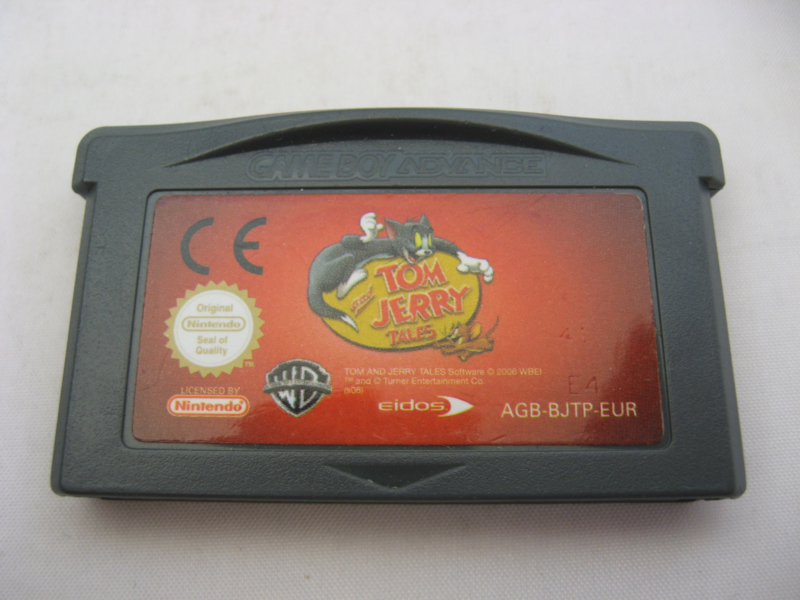 GAME BOY ADVANCE
CE
TOM
AND
JERRY
TALES
Original
Nintendo
Seal of
Quality
TM
LICENSED BY
Nintendo
WB
TOM AND JERRY TALES Software © 2006 WBEI
™ and © Turner Entertainment Co.
(s06)
eidos
AGB-BJTP-EUR
E4